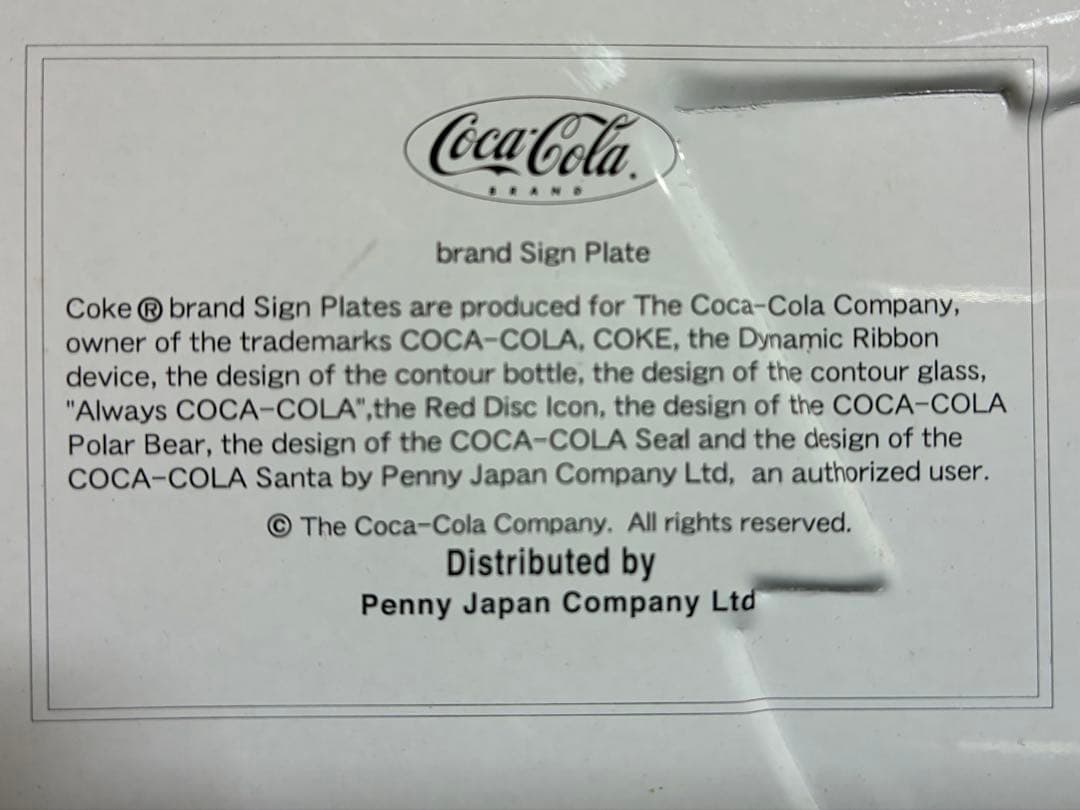 Coca-Cola
BRAND
brand Sign Plate
Coke® brand Sign Plates are produced for The Coca-Cola Company,
owner of the trademarks COCA-COLA, COKE, the Dynamic Ribbon
device, the design of the contour bottle, the design of the contour glass,
"Always COCA-COLA",the Red Disc Icon, the design of the COCA-COLA
Polar Bear, the design of the COCA-COLA Seal and the design of the
COCA-COLA Santa by Penny Japan Company Ltd, an authorized user.
© The Coca-Cola Company. All rights reserved.
Distributed by
Penny Japan Company Ltd